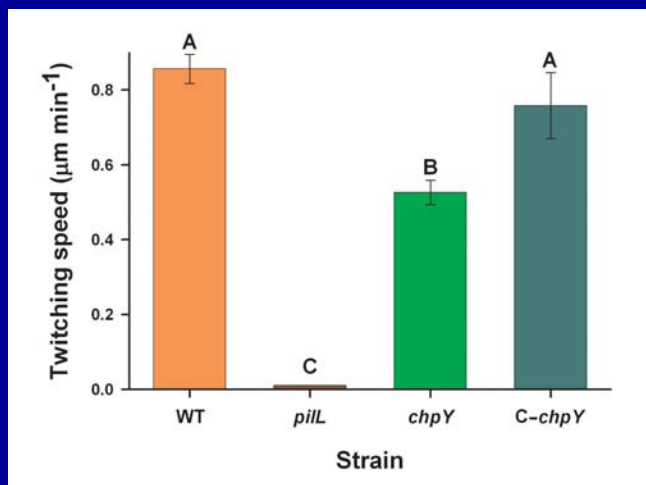 Twitching speed (µm min⁻¹)
0.8
0.6
0.4
0.2
0.0
A
C
B
A
WT
pilL
chpY
C-chpY
Strain